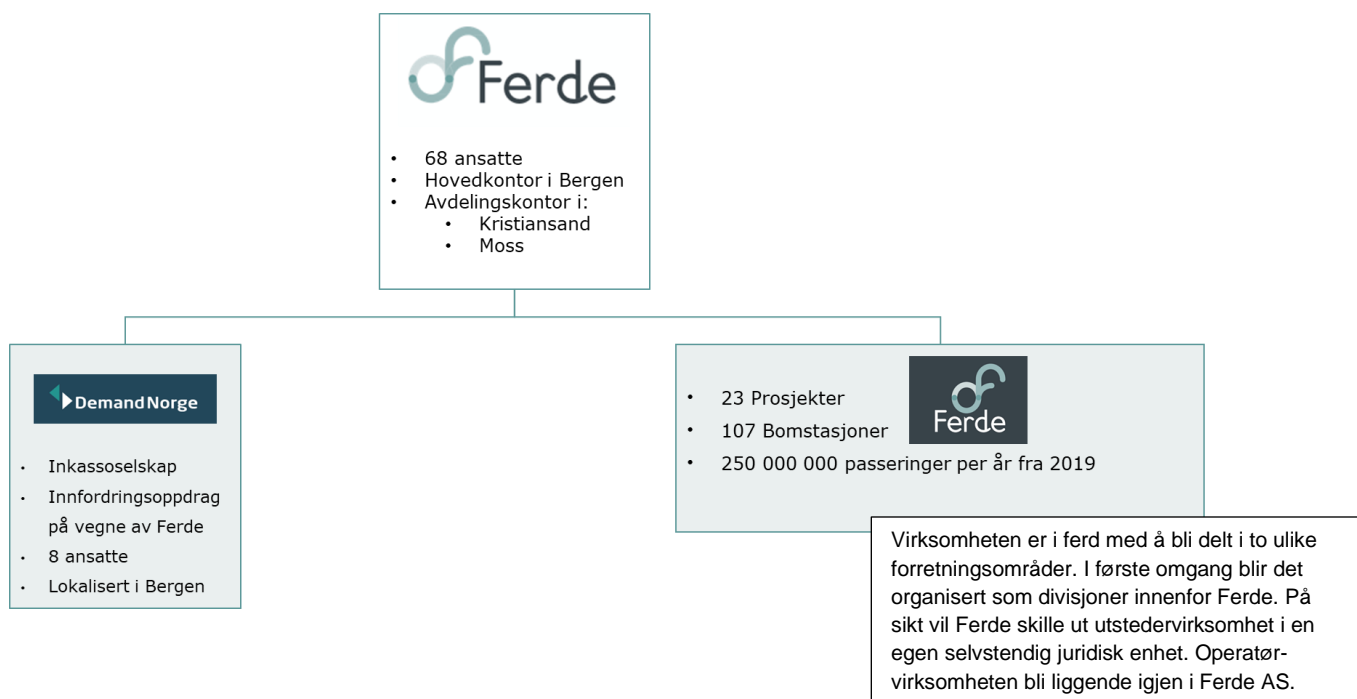 Ferde
• 68 ansatte
• Hovedkontor i Bergen
• Avdelingskontor i:
• Kristiansand
• Moss
Demand Norge
• Inkassoselskap
• Innfordringsoppdrag
på vegne av Ferde
• 8 ansatte
• Lokalisert i Bergen
Ferde
• 23 Prosjekter
• 107 Bomstasjoner
• 250 000 000 passeringer per år fra 2019
Virksomheten er i ferd med å bli delt i to ulike
forretningsområder. I første omgang blir det
organisert som divisjoner innenfor Ferde. På
sikt vil Ferde skille ut utstedervirksomhet i en
egen selvstendig juridisk enhet. Operatør-
virksomheten bli liggende igjen i Ferde AS.